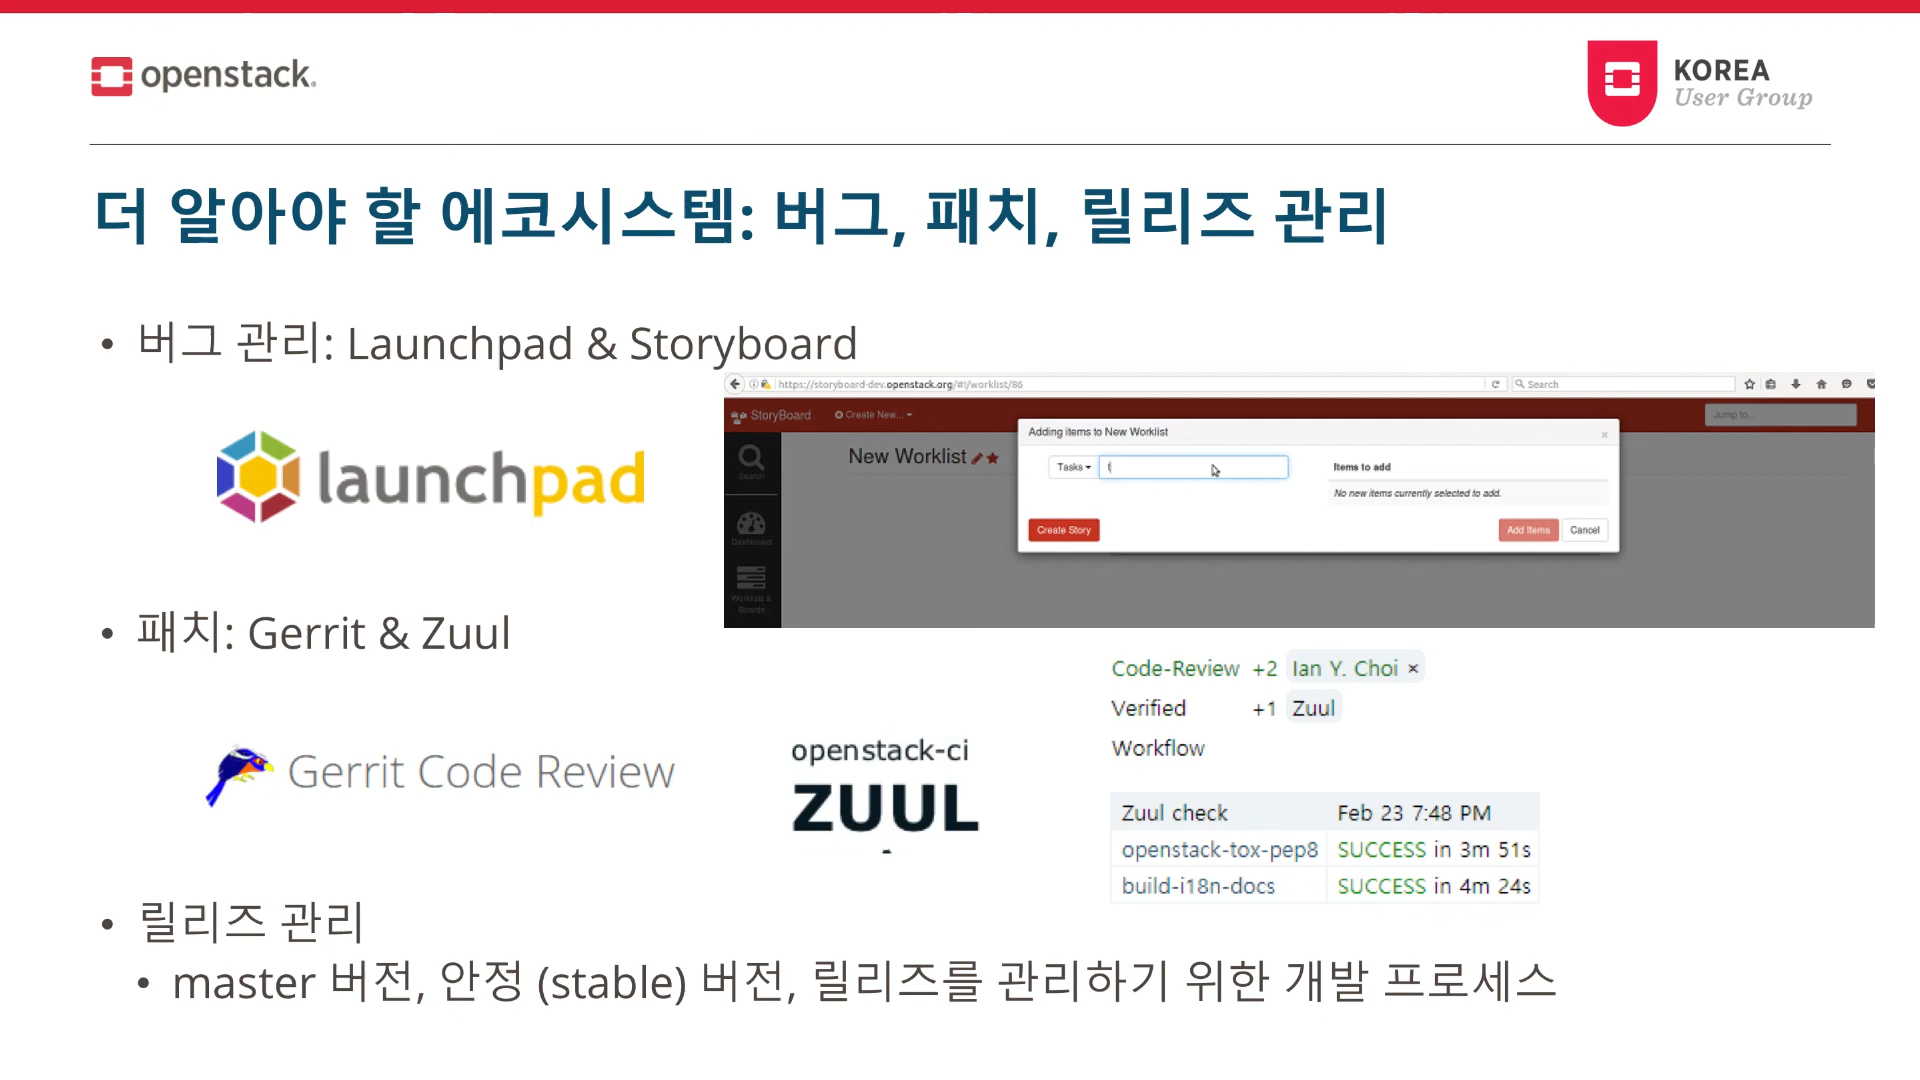 openstack.
KOREA
User Group
더 알아야 할 에코시스템: 버그, 패치, 릴리즈 관리
• 버그 관리: Launchpad & Storyboard
launchpad
https://storyboard-dev.openstack.org/#!/worklist/86
Search
StoryBoard
Create New...
Jump to...
Search
Dashboard
Worklists &
Boards
New Worklist
Adding items to New Worklist
×
Tasks
t
Items to add
No new items currently selected to add.
Create Story
Add Items
Cancel
• 패치: Gerrit & Zuul
Gerrit Code Review
openstack-ci
ZUUL
Code-Review +2 Ian Y. Choi ×
Verified +1 Zuul
Workflow
Zuul check Feb 23 7:48 PM
openstack-tox-pep8 SUCCESS in 3m 51s
build-i18n-docs SUCCESS in 4m 24s
• 릴리즈 관리
• master 버전, 안정 (stable) 버전, 릴리즈를 관리하기 위한 개발 프로세스